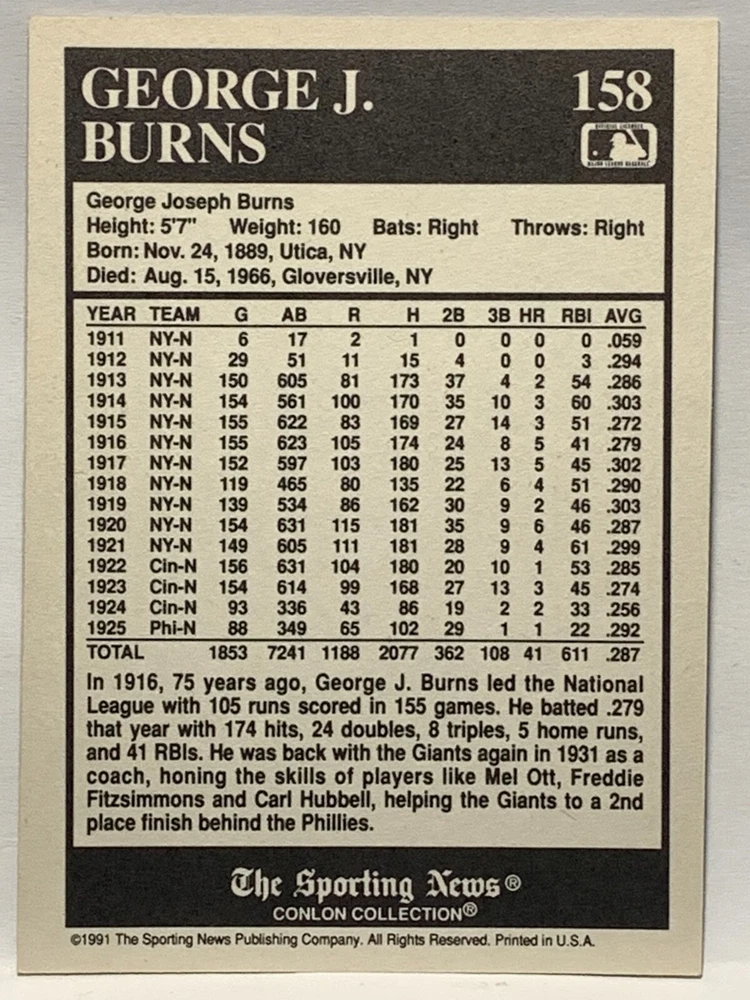 GEORGE J. 158
BURNS
OFFICIAL LICENSEE
MAJOR LEAGUE BASEBALL
George Joseph Burns
Height: 5'7" Weight: 160 Bats: Right Throws: Right
Born: Nov. 24, 1889, Utica, NY
Died: Aug. 15, 1966, Gloversville, NY
YEAR TEAM G AB R H 2B 3B HR RBI AVG
1911 NY-N 6 17 2 1 0 0 0 0 .059
1912 NY-N 29 51 11 15 4 0 0 3 .294
1913 NY-N 150 605 81 173 37 4 2 54 .286
1914 NY-N 154 561 100 170 35 10 3 60 .303
1915 NY-N 155 622 83 169 27 14 3 51 .272
1916 NY-N 155 623 105 174 24 8 5 41 .279
1917 NY-N 152 597 103 180 25 13 5 45 .302
1918 NY-N 119 465 80 135 22 6 4 51 .290
1919 NY-N 139 534 86 162 30 9 2 46 .303
1920 NY-N 154 631 115 181 35 9 6 46 .287
1921 NY-N 149 605 111 181 28 9 4 61 .299
1922 Cin-N 156 631 104 180 20 10 1 53 .285
1923 Cin-N 154 614 99 168 27 13 3 45 .274
1924 Cin-N 93 336 43 86 19 2 2 33 .256
1925 Phi-N 88 349 65 102 29 1 1 22 .292
TOTAL 1853 7241 1188 2077 362 108 41 611 .287
In 1916, 75 years ago, George J. Burns led the National
League with 105 runs scored in 155 games. He batted .279
that year with 174 hits, 24 doubles, 8 triples, 5 home runs,
and 41 RBIs. He was back with the Giants again in 1931 as a
coach, honing the skills of players like Mel Ott, Freddie
Fitzsimmons and Carl Hubbell, helping the Giants to a 2nd
place finish behind the Phillies.
The Sporting News®
CONLON COLLECTION®
©1991 The Sporting News Publishing Company. All Rights Reserved. Printed in U.S.A.